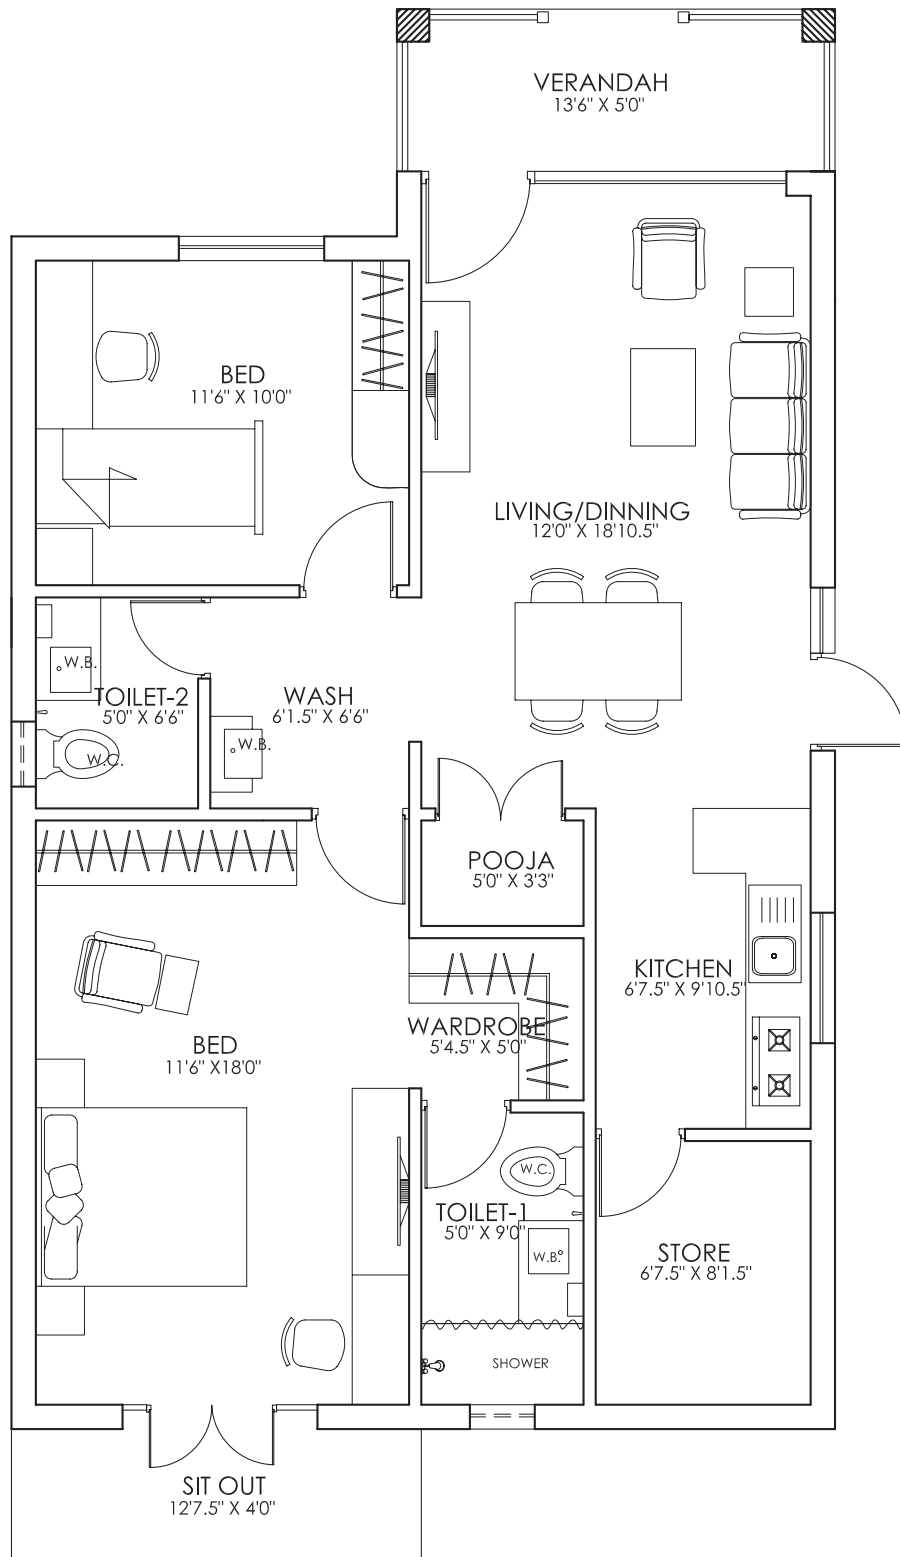 VERANDAH
13'6" X 5'0"
BED
11'6" X 10'0"
LIVING/DINNING
12'0" X 18'10.5"
W.B.
TOILET-2
5'0" X 6'6"
W.C.
WASH
6'1.5" X 6'6"
W.B.
POOJA
5'0" X 3'3"
KITCHEN
6'7.5" X 9'10.5"
WARDROBE
5'4.5" X 5'0"
BED
11'6" X18'0"
W.C.
TOILET-1
5'0" X 9'0"
W.B.
STORE
6'7.5" X 8'1.5"
SHOWER
SIT OUT
12'7.5" X 4'0"